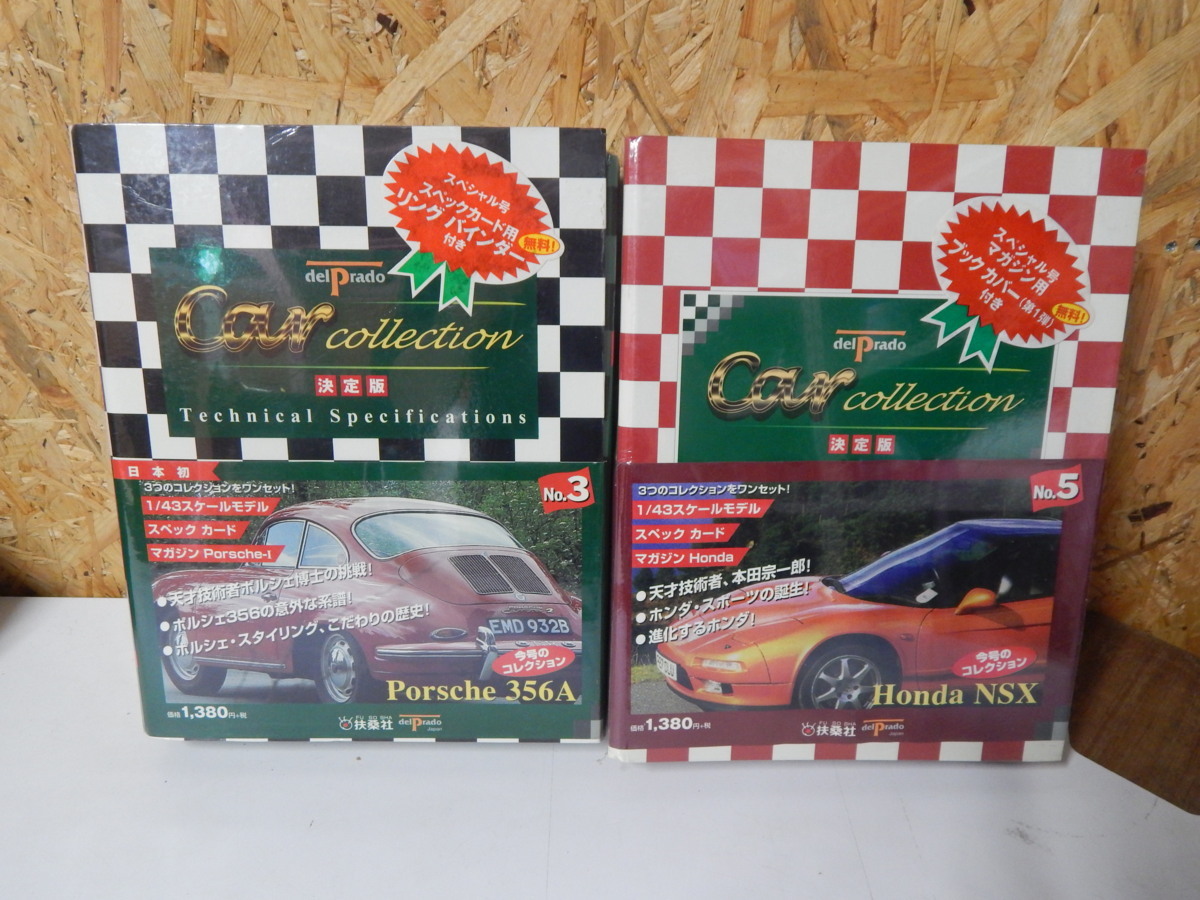 スペシャル号
スペックカード用
リング バインダー
付き
無料!
del Prado
Car collection
決定版
Technical Specifications
日本初
3つのコレクションをワンセット!
No.3
1/43スケールモデル
スペック カード
マガジン Porsche-I
●天才技術者ポルシェ博士の挑戦!
●ポルシェ356の意外な系譜!
●ポルシェ・スタイリング、こだわりの歴史!
EMD 932B
今号の
コレクション
Porsche 356A
価格1,380円+税
FU SO SHA
扶桑社
del Prado
Japan
スペシャル号
マガジン用
ブック カバー(第1弾)
付き
無料!
del Prado
Car collection
決定版
3つのコレクションをワンセット!
No.5
1/43スケールモデル
スペック カード
マガジン Honda
●天才技術者、本田宗一郎!
●ホンダ・スポーツの誕生!
●進化するホンダ!
今号の
コレクション
Honda NSX
価格1,380円+税
FU SO SHA
扶桑社
del Prado
Japan